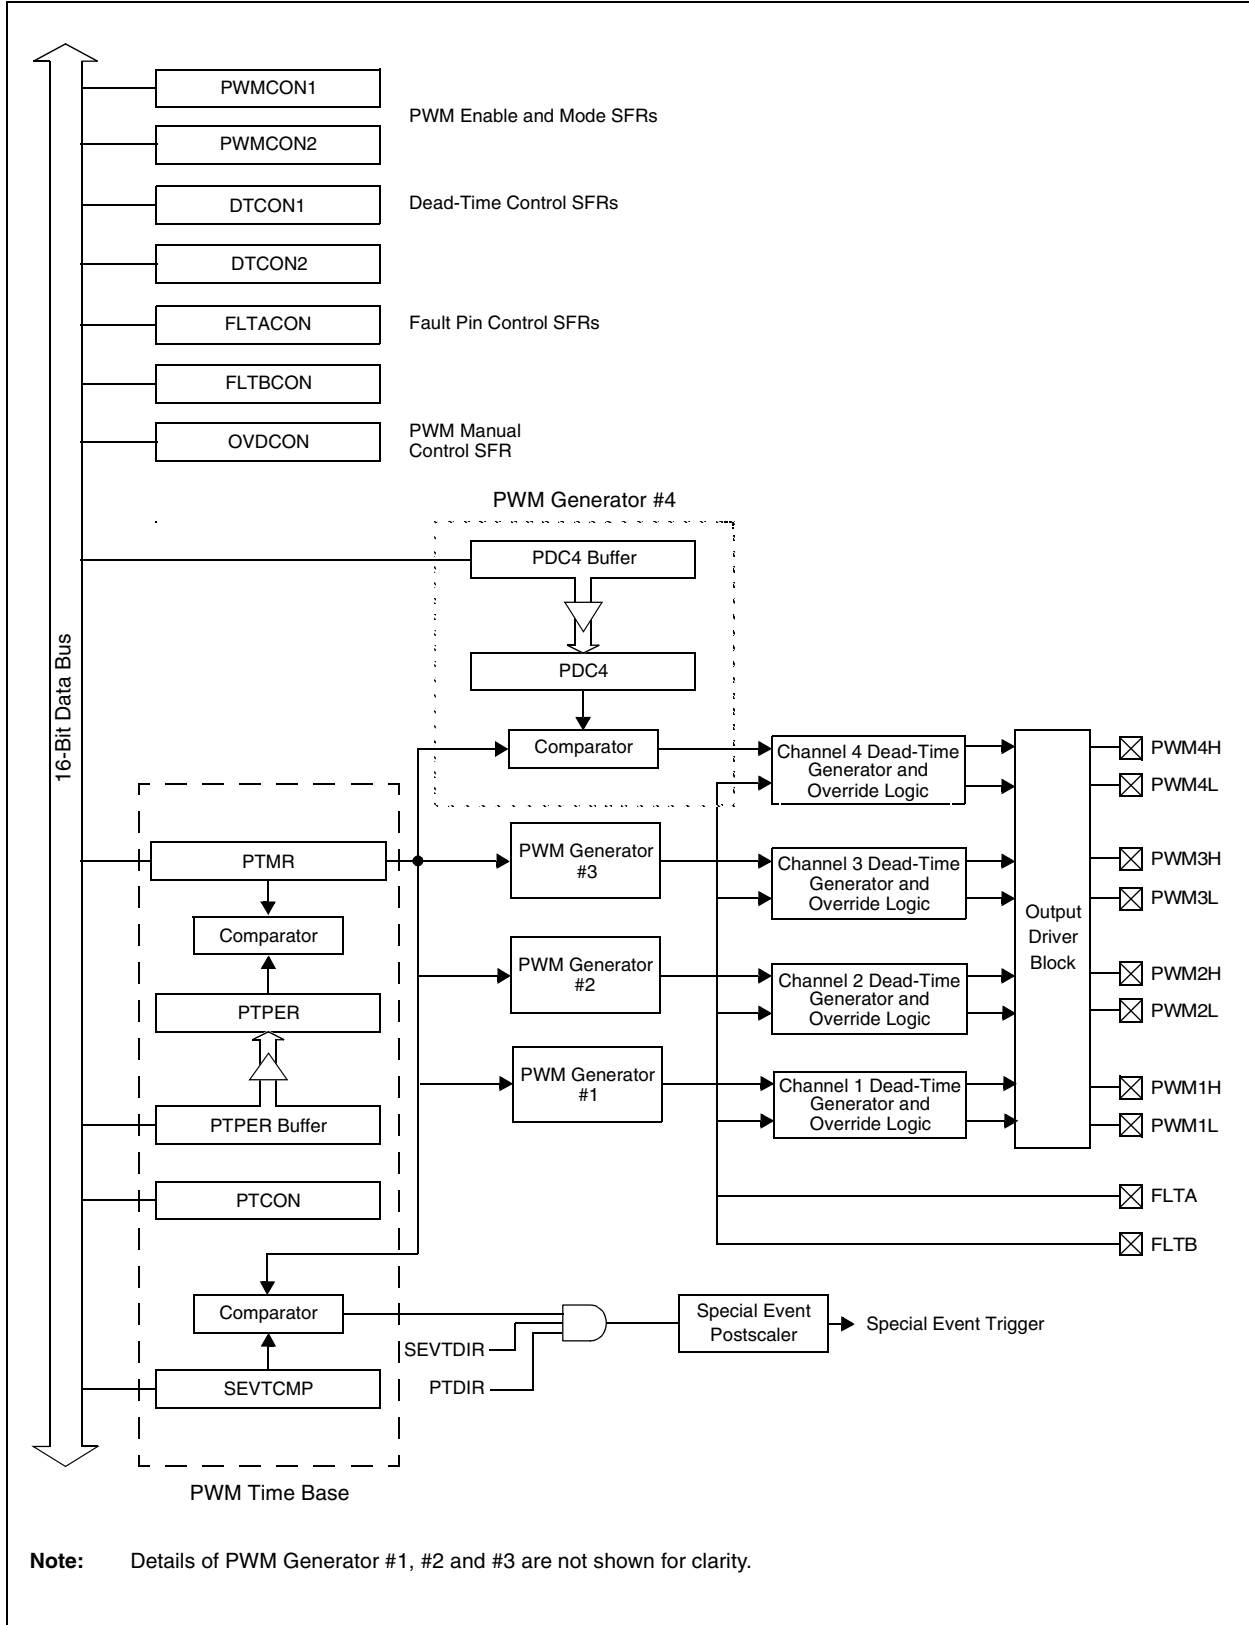 PWMCON1
PWM Enable and Mode SFRs
PWMCON2
DTCON1
Dead-Time Control SFRs
DTCON2
FLTACON
Fault Pin Control SFRs
FLTBCON
OVDCON
PWM Manual
Control SFR
PWM Generator #4
PDC4 Buffer
PDC4
Comparator
16-Bit Data Bus
Channel 4 Dead-Time
Generator and
Override Logic
PWM4H
PWM4L
PTMR
PWM Generator
#3
Channel 3 Dead-Time
Generator and
Override Logic
PWM3H
PWM3L
Comparator
Output
Driver
Block
PWM Generator
#2
Channel 2 Dead-Time
Generator and
Override Logic
PWM2H
PWM2L
PTPER
PWM Generator
#1
Channel 1 Dead-Time
Generator and
Override Logic
PWM1H
PWM1L
PTPER Buffer
PTCON
FLTA
FLTB
Comparator
Special Event
Postscaler
Special Event Trigger
SEVTDIR
PTDIR
SEVTCMP
PWM Time Base
Note: Details of PWM Generator #1, #2 and #3 are not shown for clarity.